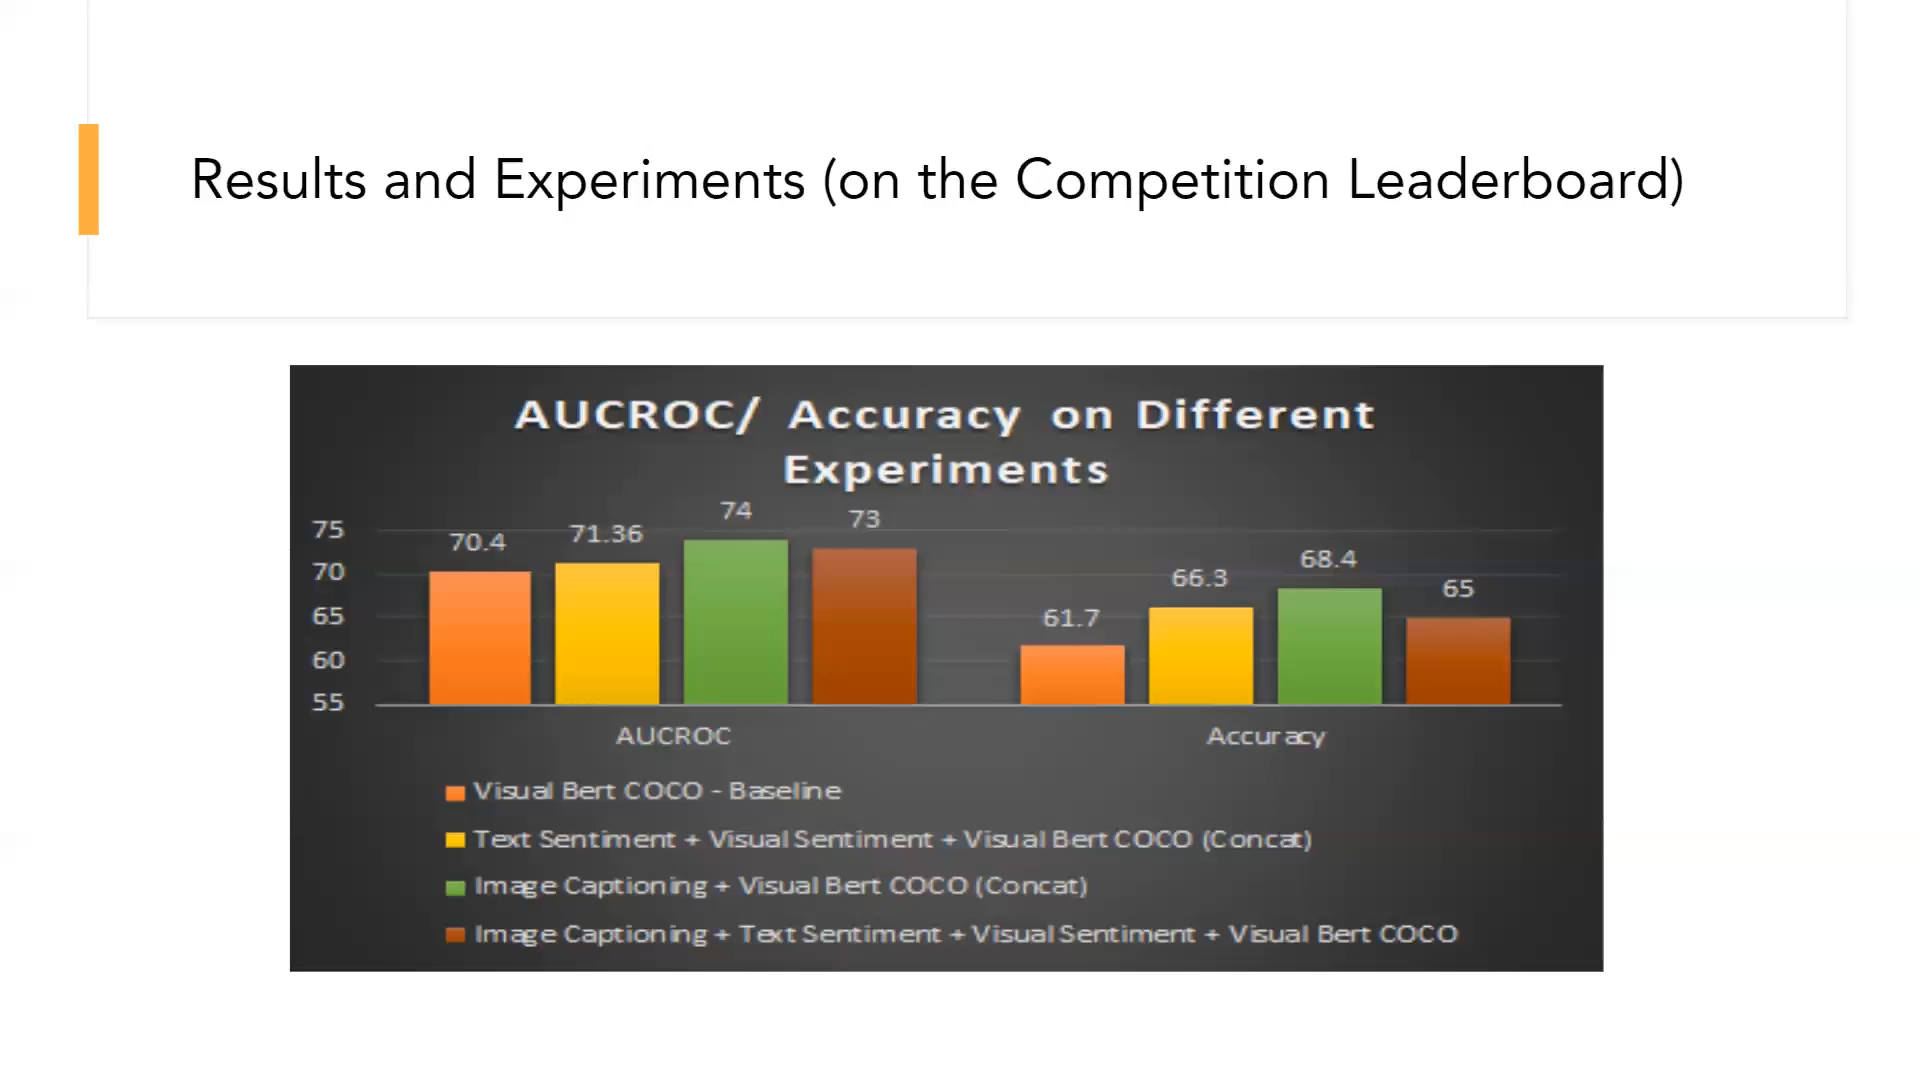 Results and Experiments (on the Competition Leaderboard)
AUCROC/ Accuracy on Different
Experiments
75
70
65
60
55
70.4
71.36
74
73
61.7
66.3
68.4
65
AUCROC
Accuracy
Visual Bert COCO - Baseline
Text Sentiment + Visual Sentiment + Visual Bert COCO (Concat)
Image Captioning + Visual Bert COCO (Concat)
Image Captioning + Text Sentiment + Visual Sentiment + Visual Bert COCO